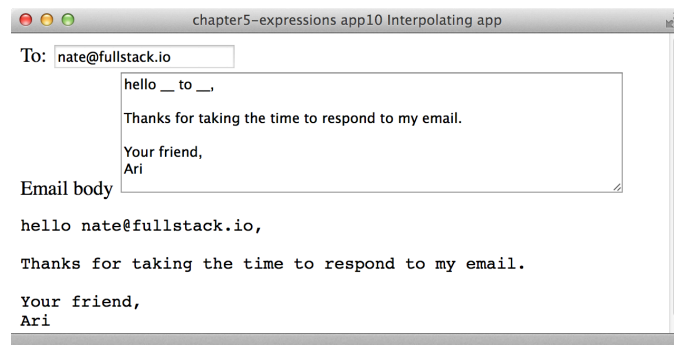 chapter5-expressions app10 Interpolating app
To: nate@fullstack.io
hello __ to __,
Thanks for taking the time to respond to my email.
Your friend,
Ari
Email body
hello nate@fullstack.io,
Thanks for taking the time to respond to my email.
Your friend,
Ari